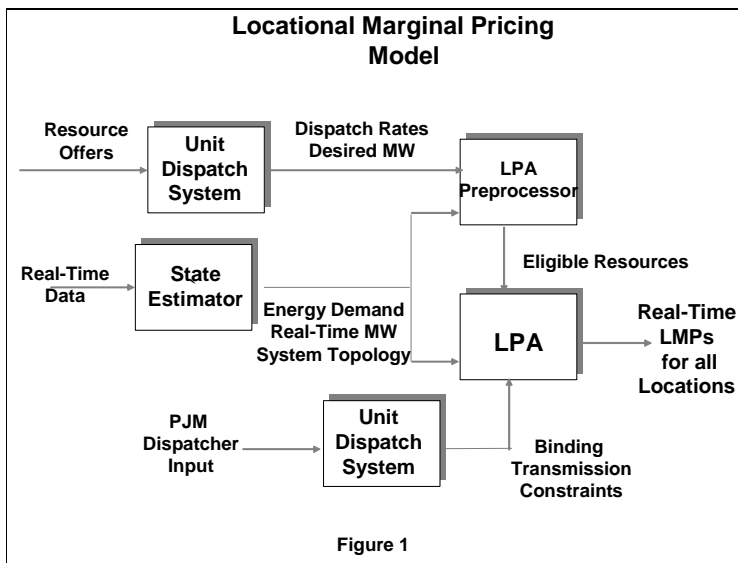 Locational Marginal Pricing
Model
Resource
Offers
Unit
Dispatch
System
Dispatch Rates
Desired MW
LPA
Preprocessor
Real-Time
Data
State
Estimator
Energy Demand
Real-Time MW
System Topology
Eligible Resources
LPA
Real-Time
LMPs
for all
Locations
PJM
Dispatcher
Input
Unit
Dispatch
System
Binding
Transmission
Constraints
Figure 1